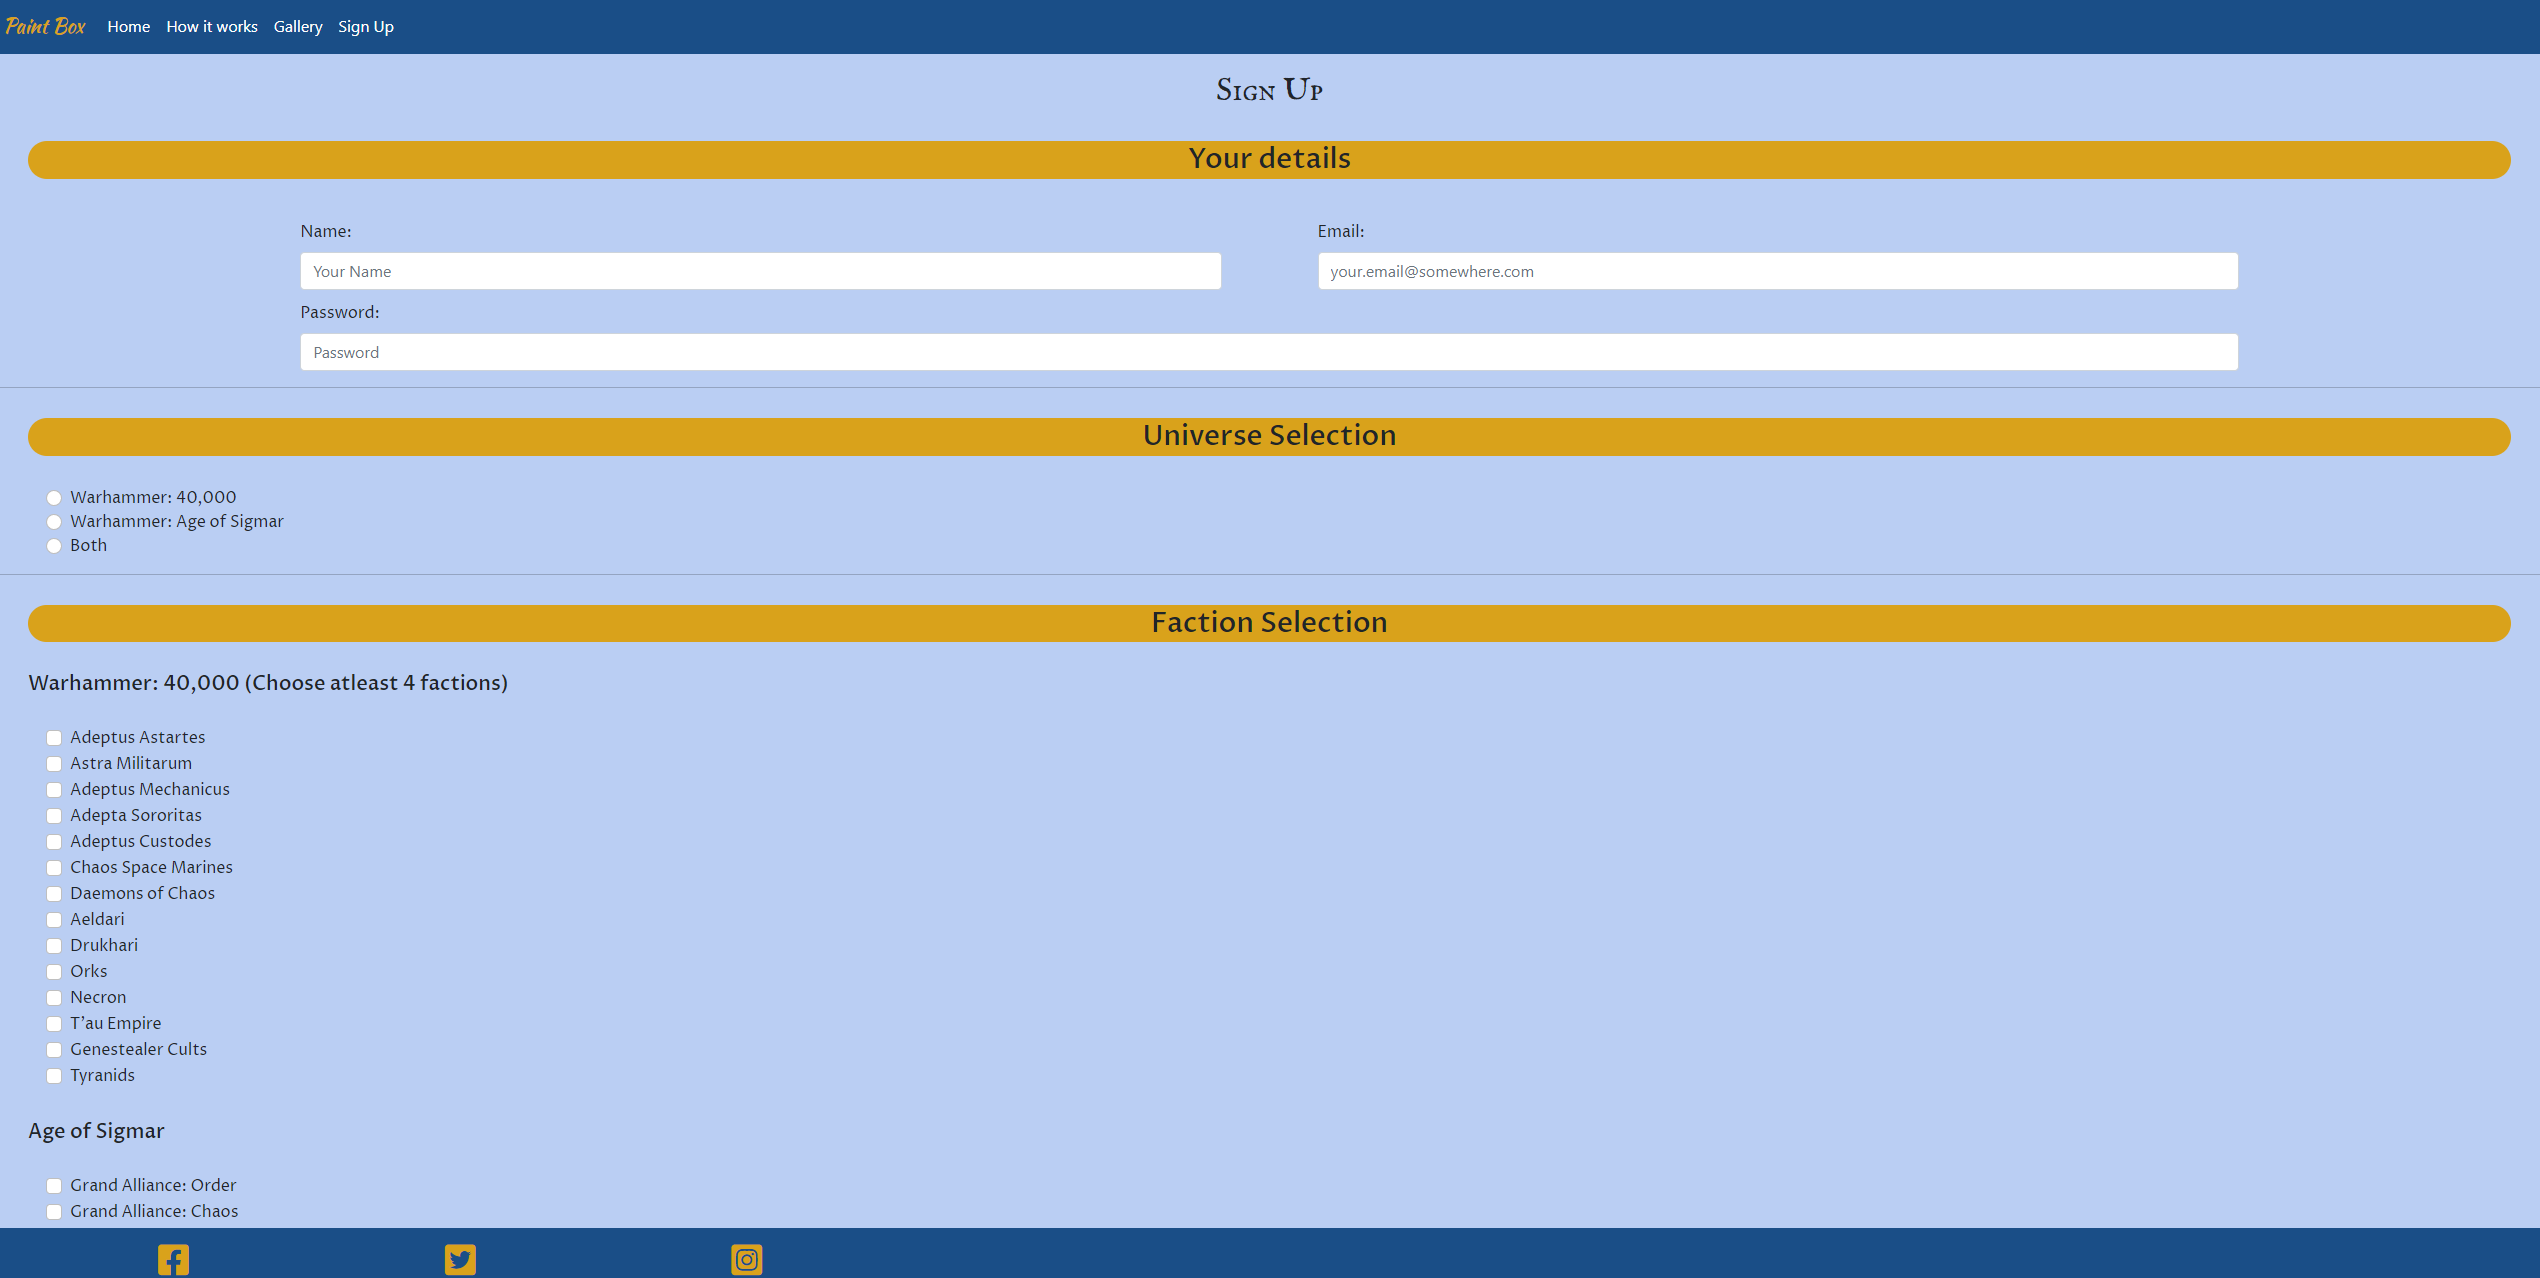 Paint Box Home How it works Gallery Sign Up
Sign Up
Your details
Name: Email:
Your Name your.email@somewhere.com
Password:
Password
Universe Selection
Warhammer: 40,000
Warhammer: Age of Sigmar
Both
Faction Selection
Warhammer: 40,000 (Choose atleast 4 factions)
Adeptus Astartes
Astra Militarum
Adeptus Mechanicus
Adepta Sororitas
Adeptus Custodes
Chaos Space Marines
Daemons of Chaos
Aeldari
Drukhari
Orks
Necron
T'au Empire
Genestealer Cults
Tyranids
Age of Sigmar
Grand Alliance: Order
Grand Alliance: Chaos